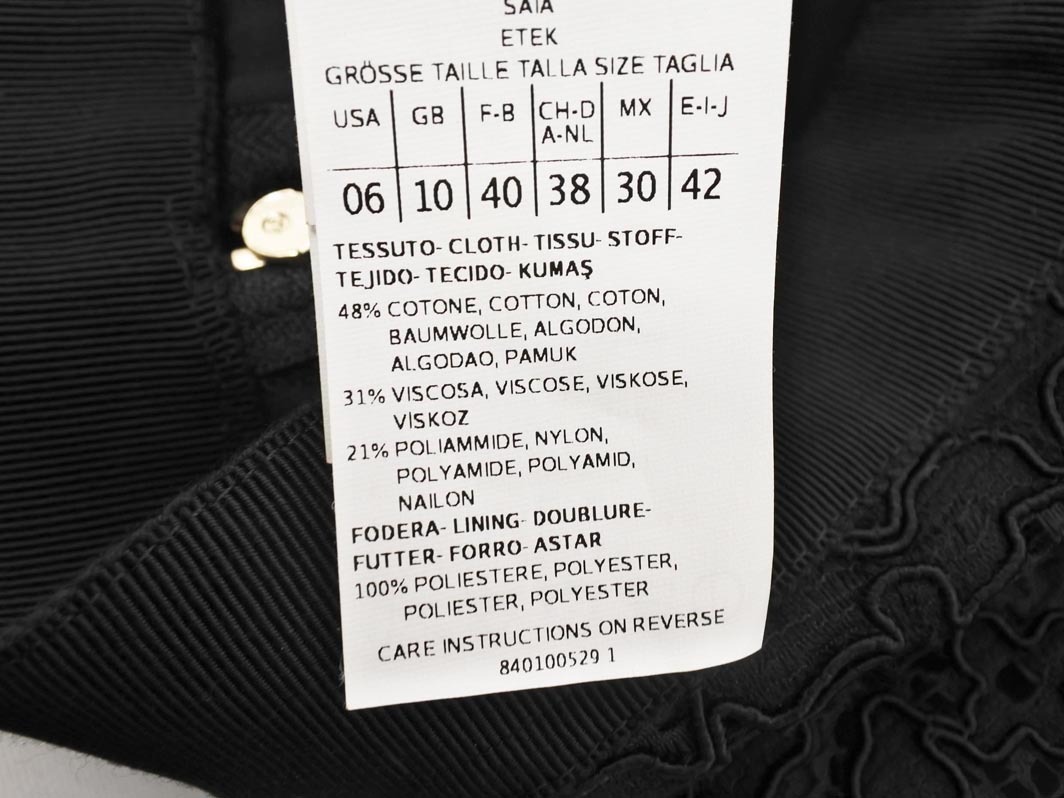 SAIA
ETEK
GRÖSSE TAILLE TALLA SIZE TAGLIA
USA GB F-B CH-D MX E-I-J
A-NL
06 10 40 38 30 42
TESSUTO- CLOTH- TISSU- STOFF-
TEJIDO- TECIDO- KUMAŞ
48% COTONE, COTTON, COTON,
BAUMWOLLE, ALGODON,
ALGODAO, PAMUK
31% VISCOSA, VISCOSE, VISKOSE,
VİSKOZ
21% POLIAMMIDE, NYLON,
POLYAMIDE, POLYAMID,
NAILON
FODERA- LINING- DOUBLURE-
FUTTER- FORRO- ASTAR
100% POLIESTERE, POLYESTER,
POLIESTER, POLYESTER
CARE INSTRUCTIONS ON REVERSE
840100529 1